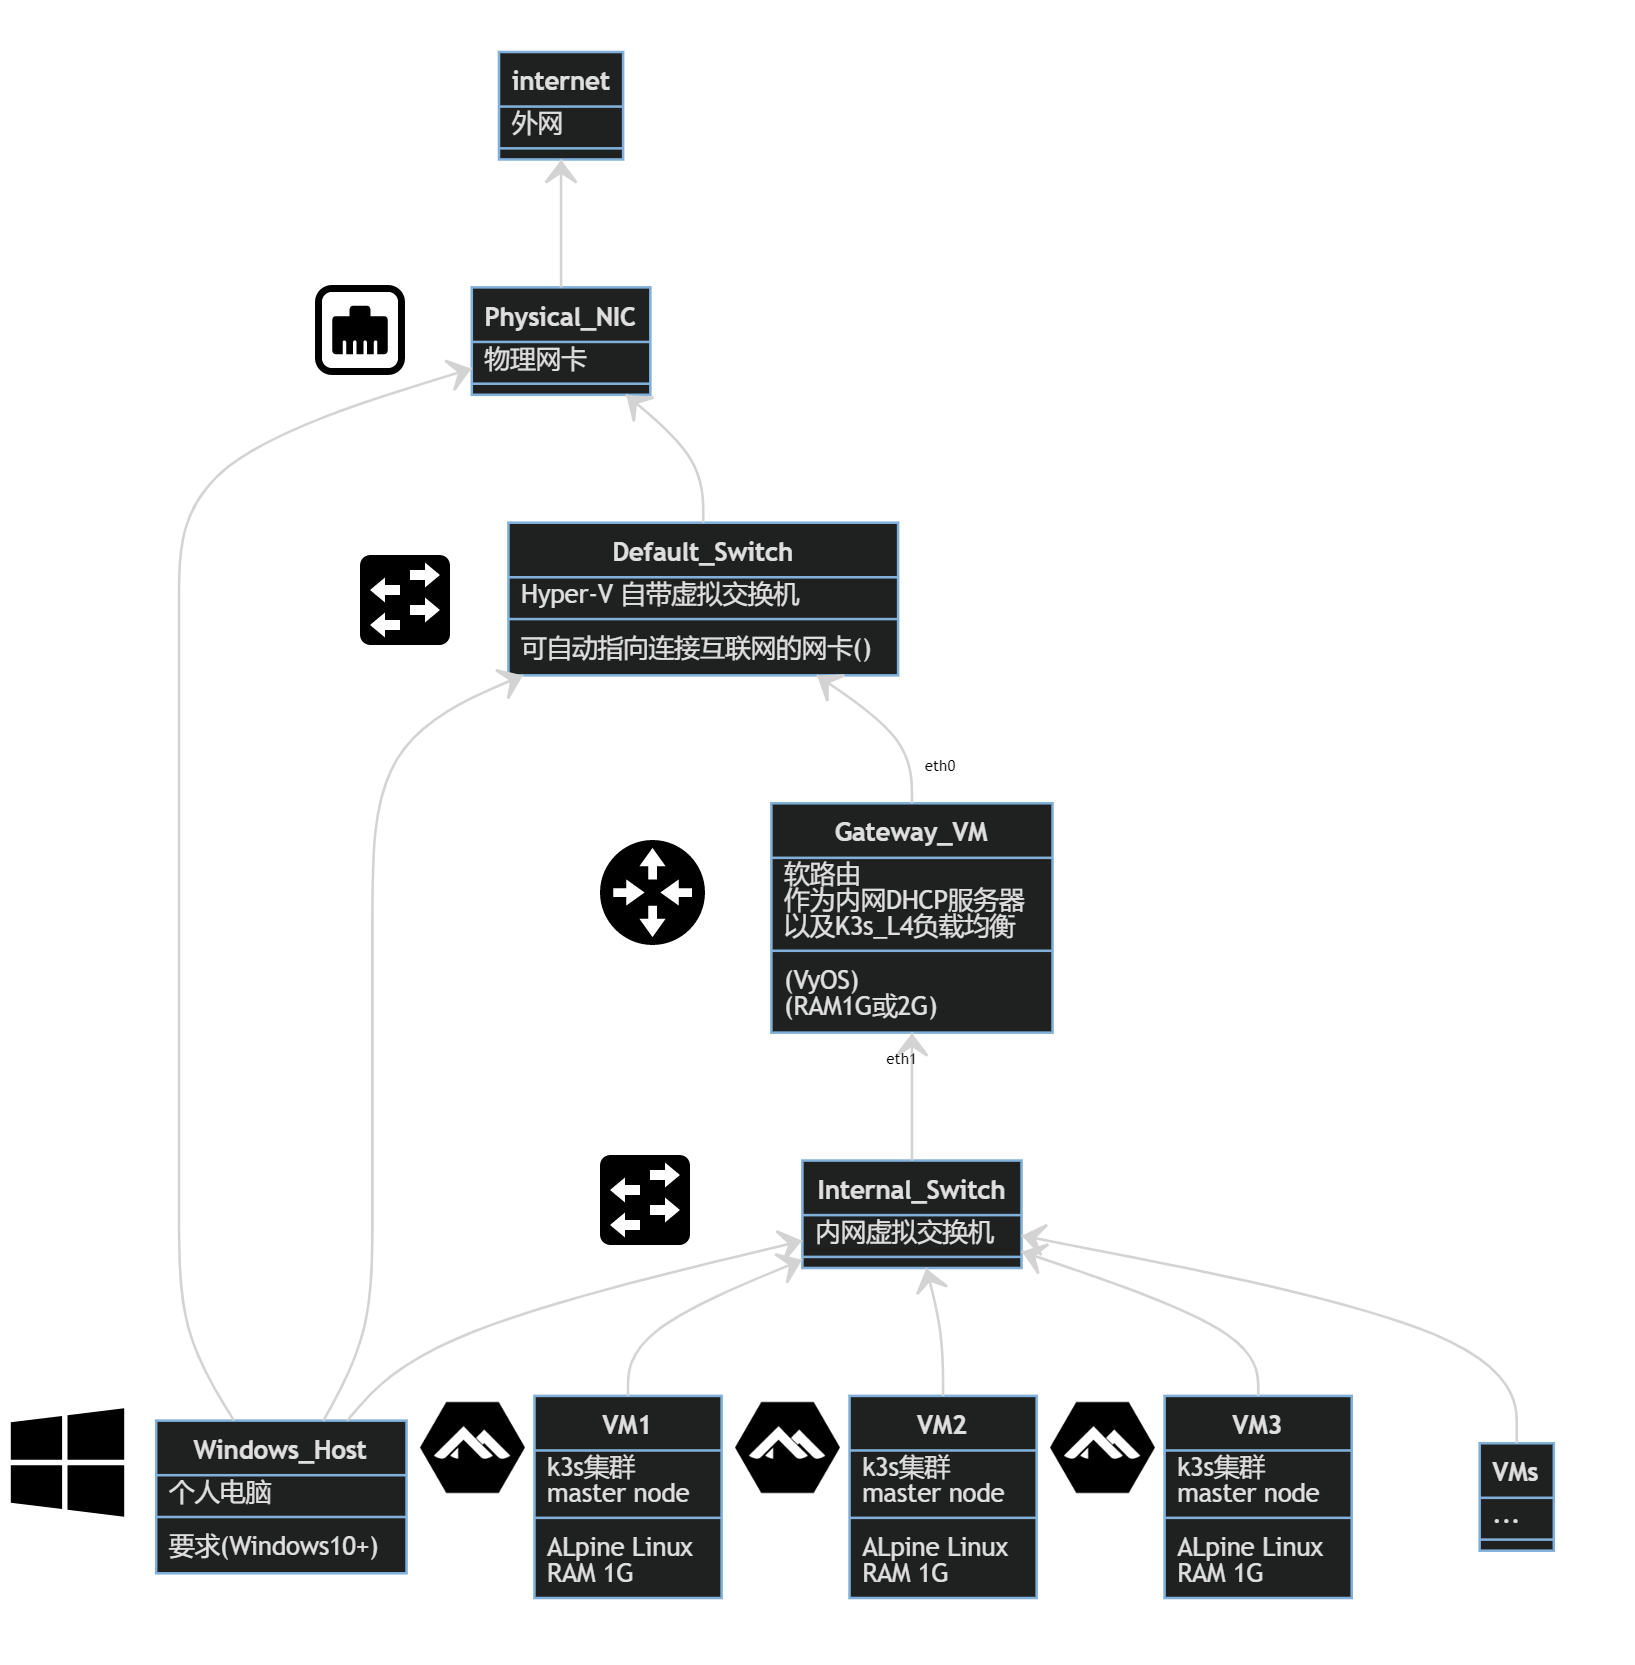 internet
外网
Physical_NIC
物理网卡
Default_Switch
Hyper-V 自带虚拟交换机
可自动指向连接互联网的网卡()
eth0
Gateway_VM
软路由
作为内网DHCP服务器
以及K3s_L4负载均衡
(VyOS)
(RAM1G或2G)
eth1
Internal_Switch
内网虚拟交换机
Windows_Host
个人电脑
要求(Windows10+)
VM1
k3s集群
master node
ALpine Linux
RAM 1G
VM2
k3s集群
master node
ALpine Linux
RAM 1G
VM3
k3s集群
master node
ALpine Linux
RAM 1G
VMs
...